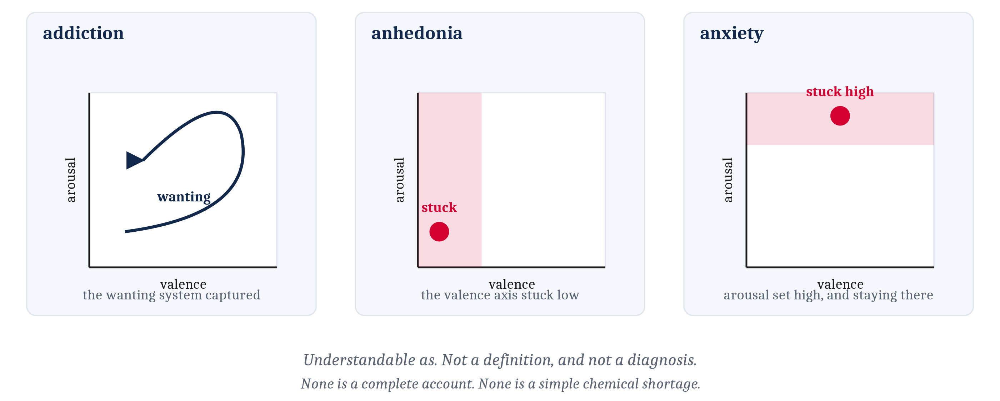 addiction
arousal
wanting
valence
the wanting system captured
anhedonia
arousal
stuck
valence
the valence axis stuck low
anxiety
stuck high
arousal
valence
arousal set high, and staying there
Understandable as. Not a definition, and not a diagnosis.
None is a complete account. None is a simple chemical shortage.